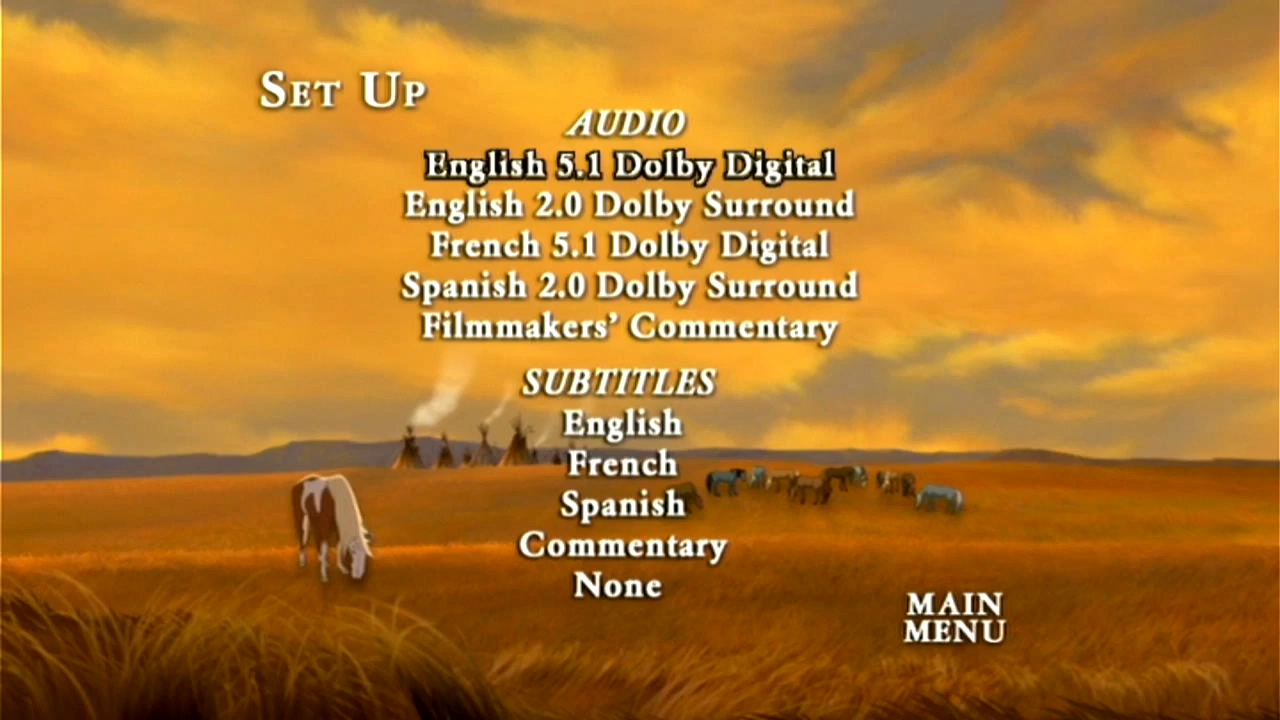 Set Up
AUDIO
English 5.1 Dolby Digital
English 2.0 Dolby Surround
French 5.1 Dolby Digital
Spanish 2.0 Dolby Surround
Filmmakers’ Commentary
SUBTITLES
English
French
Spanish
Commentary
None
MAIN
MENU